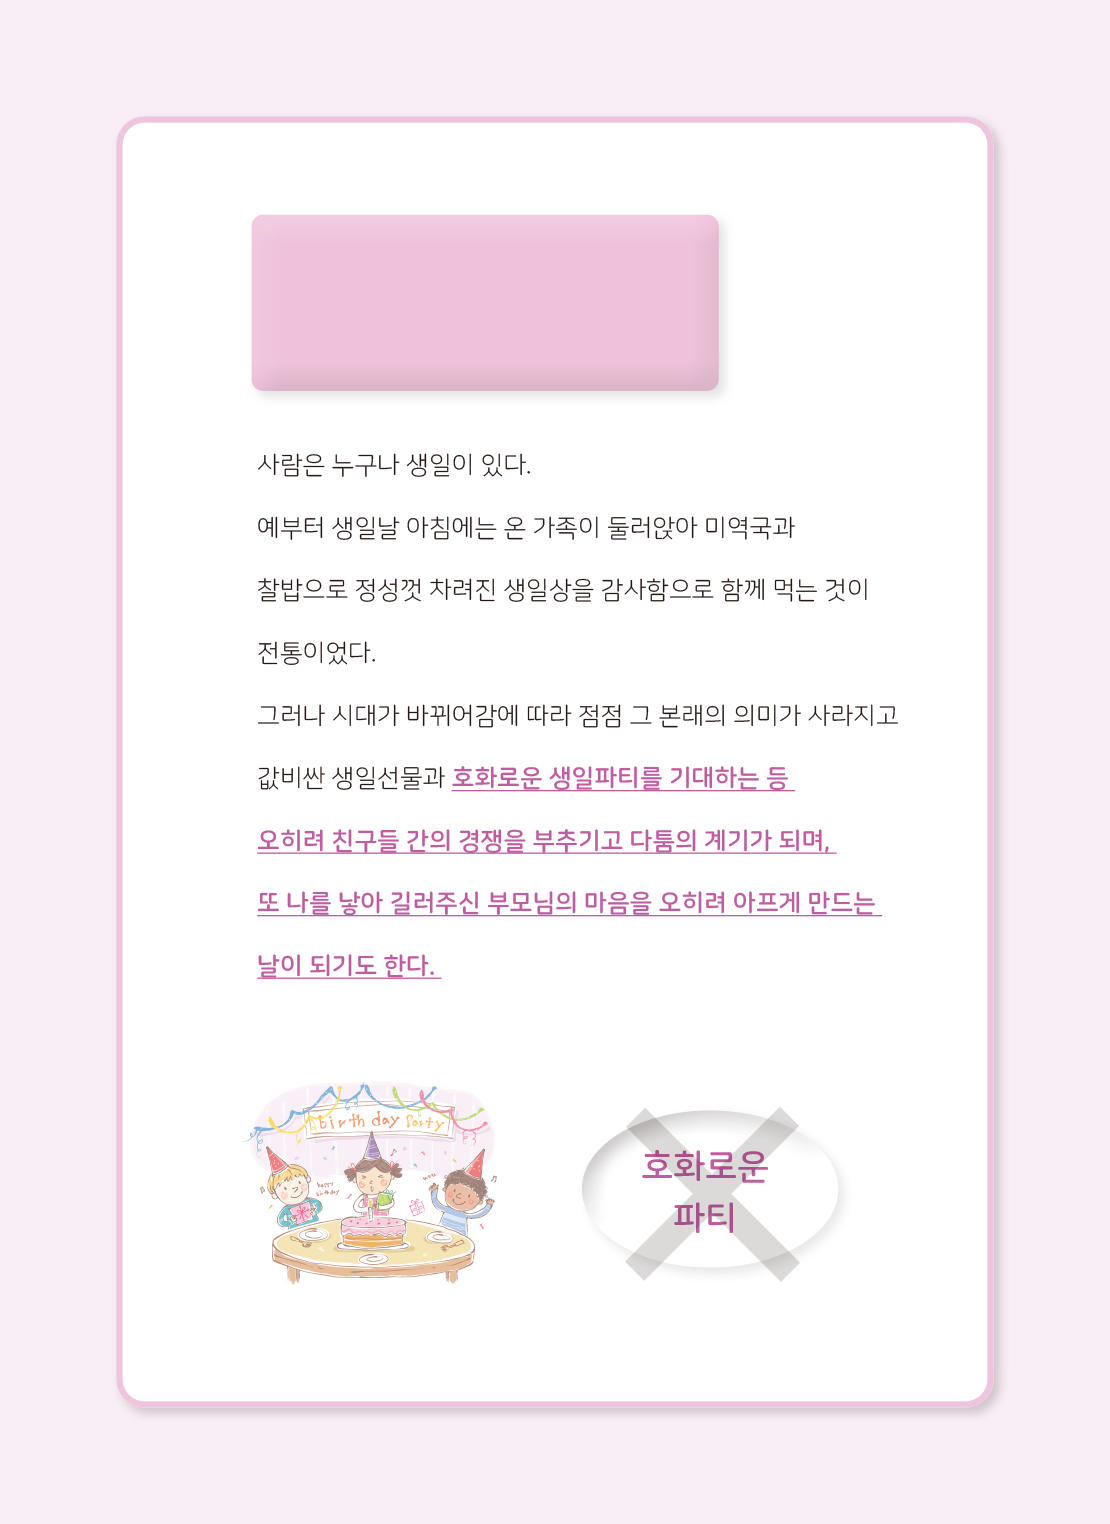 사람은 누구나 생일이 있다.
예부터 생일날 아침에는 온 가족이 둘러앉아 미역국과
찰밥으로 정성껏 차려진 생일상을 감사함으로 함께 먹는 것이
전통이었다.
그러나 시대가 바뀌어감에 따라 점점 그 본래의 의미가 사라지고
값비싼 생일선물과 호화로운 생일파티를 기대하는 등
오히려 친구들 간의 경쟁을 부추기고 다툼의 계기가 되며,
또 나를 낳아 길러주신 부모님의 마음을 오히려 아프게 만드는
날이 되기도 한다.
birth day Party
happy
birth day
호화로운
파티